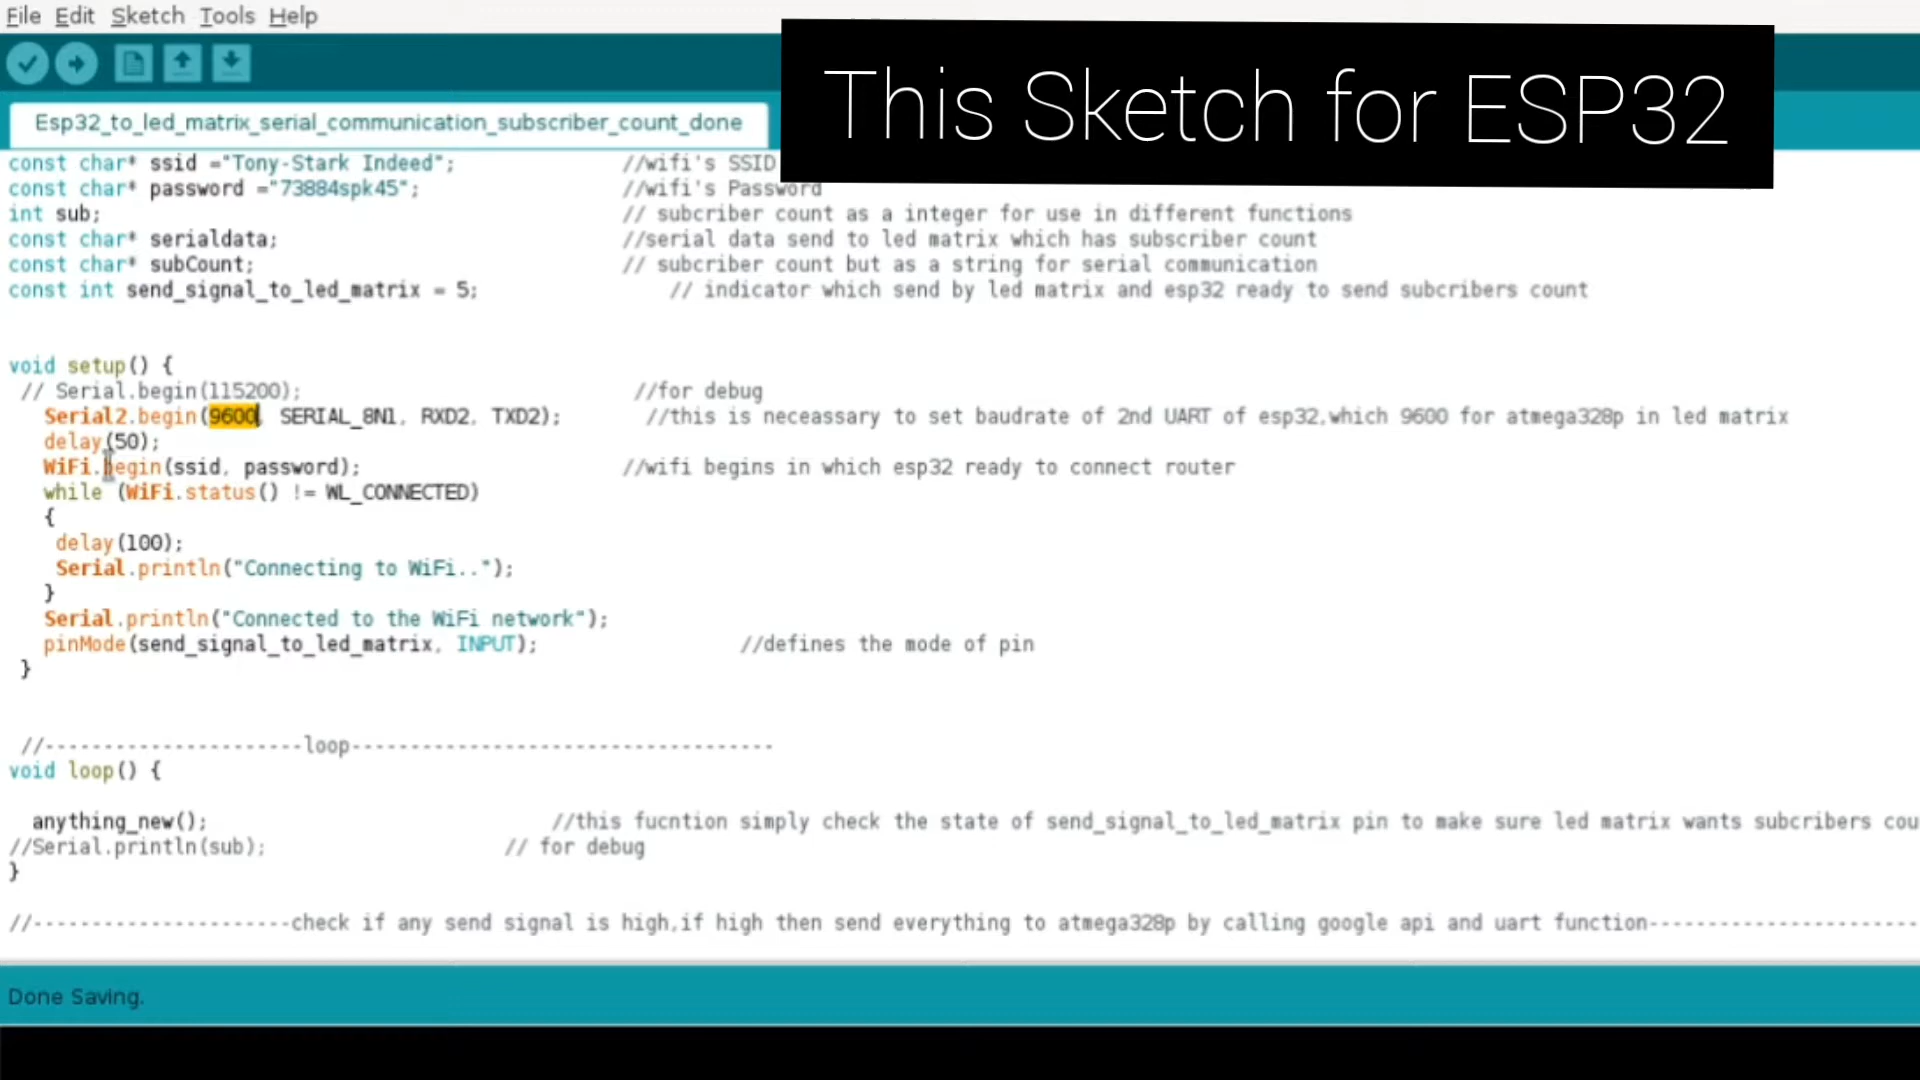 File Edit Sketch Tools Help
This Sketch for ESP32
Esp32_to_led_matrix_serial_communication_subscriber_count_done
const char* ssid ="Tony-Stark Indeed"; //wifi's SSID
const char* password ="73884spk45"; //wifi's Password
int sub; // subcriber count as a integer for use in different functions
const char* serialdata; //serial data send to led matrix which has subscriber count
const char* subCount; // subcriber count but as a string for serial communication
const int send_signal_to_led_matrix = 5; // indicator which send by led matrix and esp32 ready to send subcribers count
void setup() {
// Serial.begin(115200); //for debug
Serial2.begin(9600, SERIAL_8N1, RXD2, TXD2); //this is neceassary to set baudrate of 2nd UART of esp32,which 9600 for atmega328p in led matrix
delay(50);
WiFi.begin(ssid, password); //wifi begins in which esp32 ready to connect router
while (WiFi.status() != WL_CONNECTED)
{
delay(100);
Serial.println("Connecting to WiFi..");
}
Serial.println("Connected to the WiFi network");
pinMode(send_signal_to_led_matrix, INPUT); //defines the mode of pin
}
//----------------------loop------------------------------------
void loop() {
anything_new(); //this fucntion simply check the state of send_signal_to_led_matrix pin to make sure led matrix wants subcribers cou
//Serial.println(sub); // for debug
}
//----------------------check if any send signal is high,if high then send everything to atmega328p by calling google api and uart function-----------------------
Done Saving.